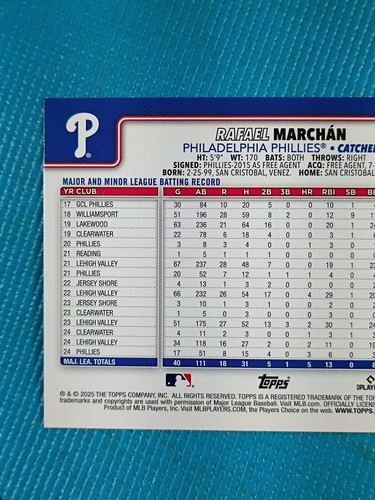 P
RAFAEL MARCHÁN
PHILADELPHIA PHILLIES® • CATCHE
HT: 5'9" WT: 170 BATS: BOTH THROWS: RIGHT
SIGNED: PHILLIES-2015 AS FREE AGENT ACQ: FREE AGENT, 7-
BORN: 2-25-99, SAN CRISTOBAL, VENEZ. HOME: SAN CRISTOBAL
MAJOR AND MINOR LEAGUE BATTING RECORD
YR CLUB G AB R H 2B 3B HR RBI SB BB
17 GCL PHILLIES 30 84 10 20 5 0 0 10 1
18 WILLIAMSPORT 51 196 28 59 8 2 0 12 9 11
19 LAKEWOOD 63 236 21 64 16 0 0 20 1
19 CLEARWATER 22 78 6 18 4 0 0 3 1
20 PHILLIES 3 8 3 4 0 0 1 3 0
21 READING 1 5 1 1 1 0 0 0 0
21 LEHIGH VALLEY 67 237 28 48 7 0 0 19 1
21 PHILLIES 20 52 7 12 1 1 1 4 0
22 JERSEY SHORE 4 13 1 3 2 0 0 0 0
22 LEHIGH VALLEY 66 232 26 54 17 0 4 29 1
23 JERSEY SHORE 3 10 1 3 1 0 0 2 0
23 CLEARWATER 1 5 0 3 0 0 0 0 0
23 LEHIGH VALLEY 51 175 27 52 13 3 2 30 1
24 CLEARWATER 4 11 2 3 0 0 1 3 0
24 LEHIGH VALLEY 34 118 16 27 2 0 2 11 0
24 PHILLIES 17 51 8 15 4 0 3 6 0
MAJ. LEA. TOTALS 40 111 18 31 5 1 5 13 0
Topps
® & © 2025 THE TOPPS COMPANY, INC. ALL RIGHTS RESERVED. TOPPS IS A REGISTERED TRADEMARK OF THE
trademarks and copyrights are used with permission of Major League Baseball. Visit MLB.com. OFFICIALLY LICENS
Product of MLB Players, Inc. Visit MLBPLAYERS.COM, the Players Choice on the web. WWW.TOPPS.